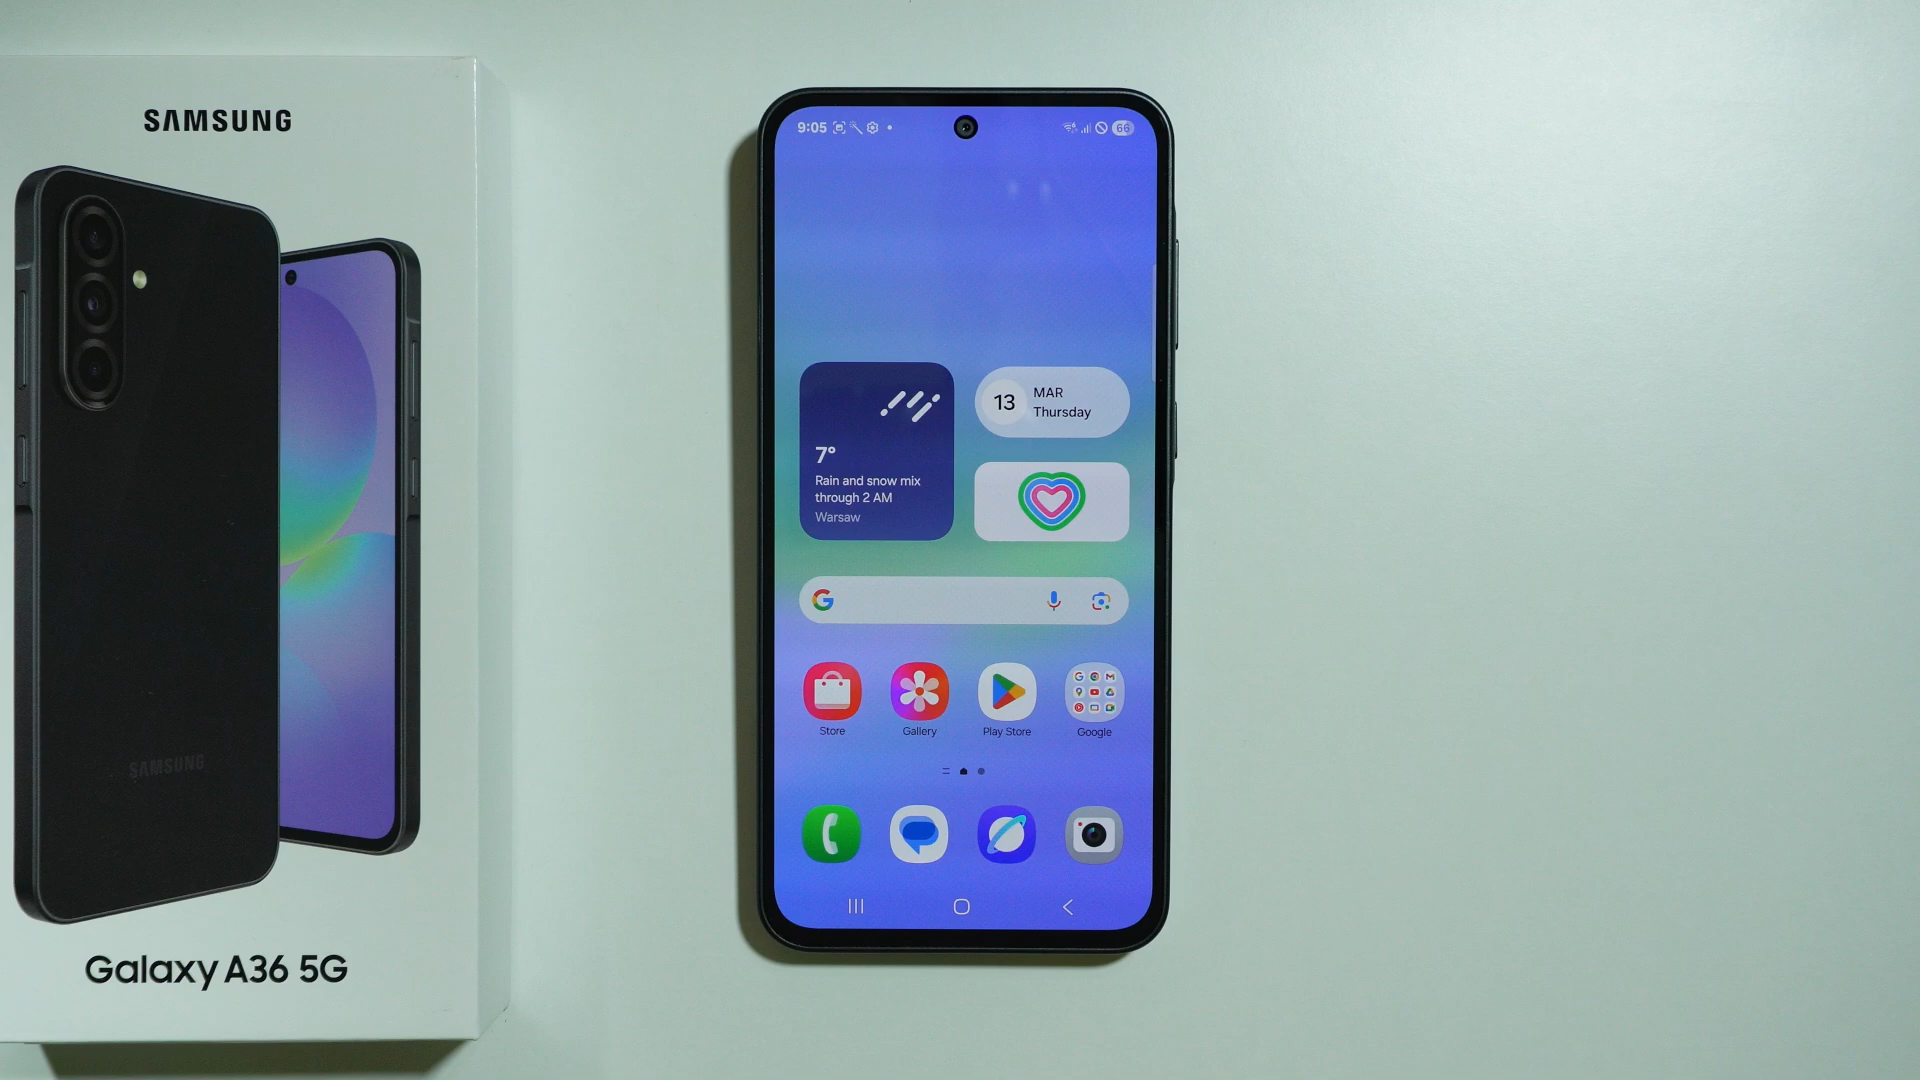 SAMSUNG
SAMSUNG
Galaxy A36 5G
9:05
66
7°
Rain and snow mix
through 2 AM
Warsaw
13
MAR
Thursday
Store
Gallery
Play Store
Google